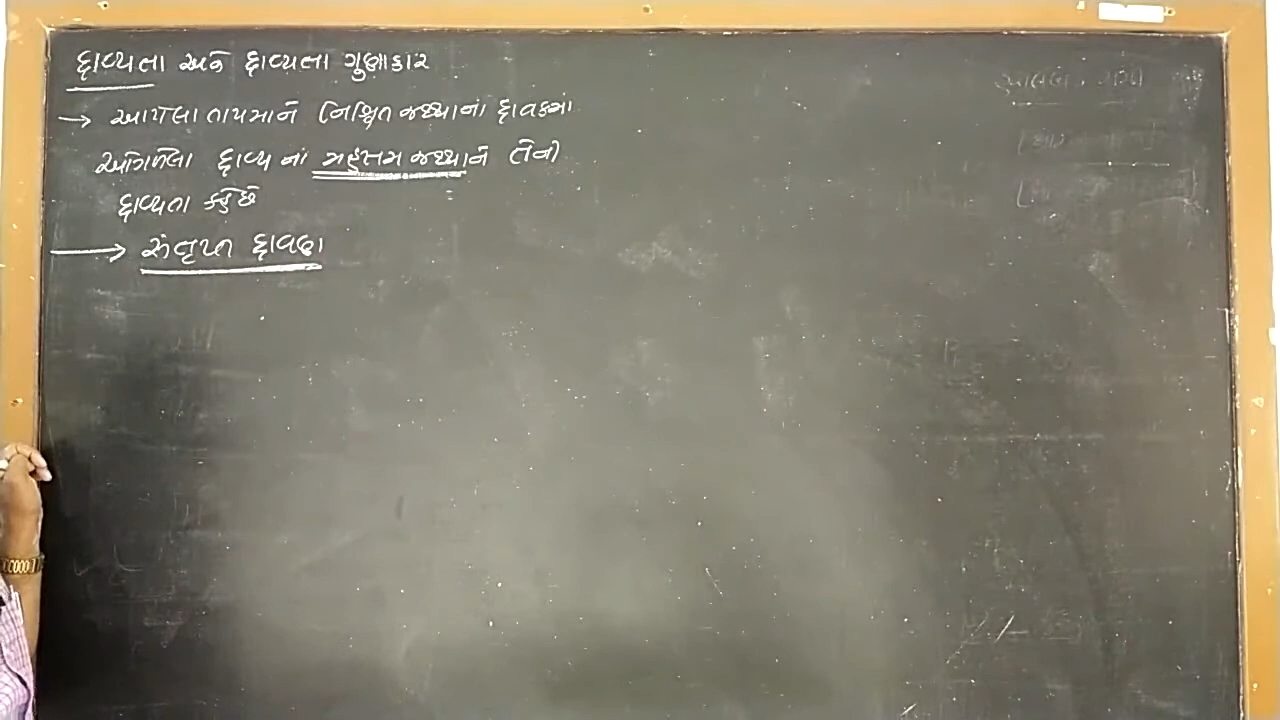 દ્રાવ્યતા અને દ્રાવ્યતા ગુણાકાર
→ આપેલા તાપમાને નિશ્ચિત જથ્થાના દ્રાવકમાં
ઓગળેલા દ્રાવ્ય નાં મહત્તમ જથ્થાને તેની
દ્રાવ્યતા કહે છે
→ સંતૃપ્ત દ્રાવણ